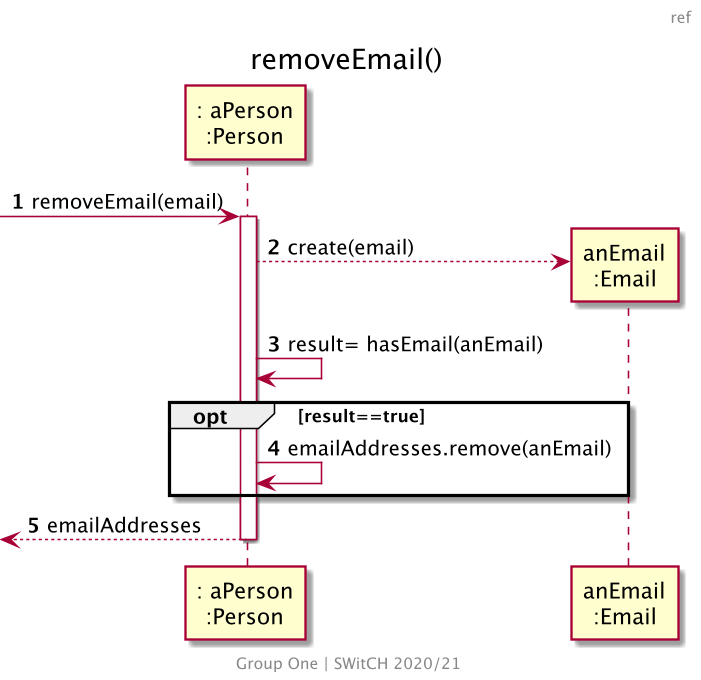 ref
removeEmail()
: aPerson
:Person
1 removeEmail(email)
2 create(email)
anEmail
:Email
3 result= hasEmail(anEmail)
opt [result==true]
4 emailAddresses.remove(anEmail)
5 emailAddresses
: aPerson
:Person
anEmail
:Email
Group One | SWitCH 2020/21